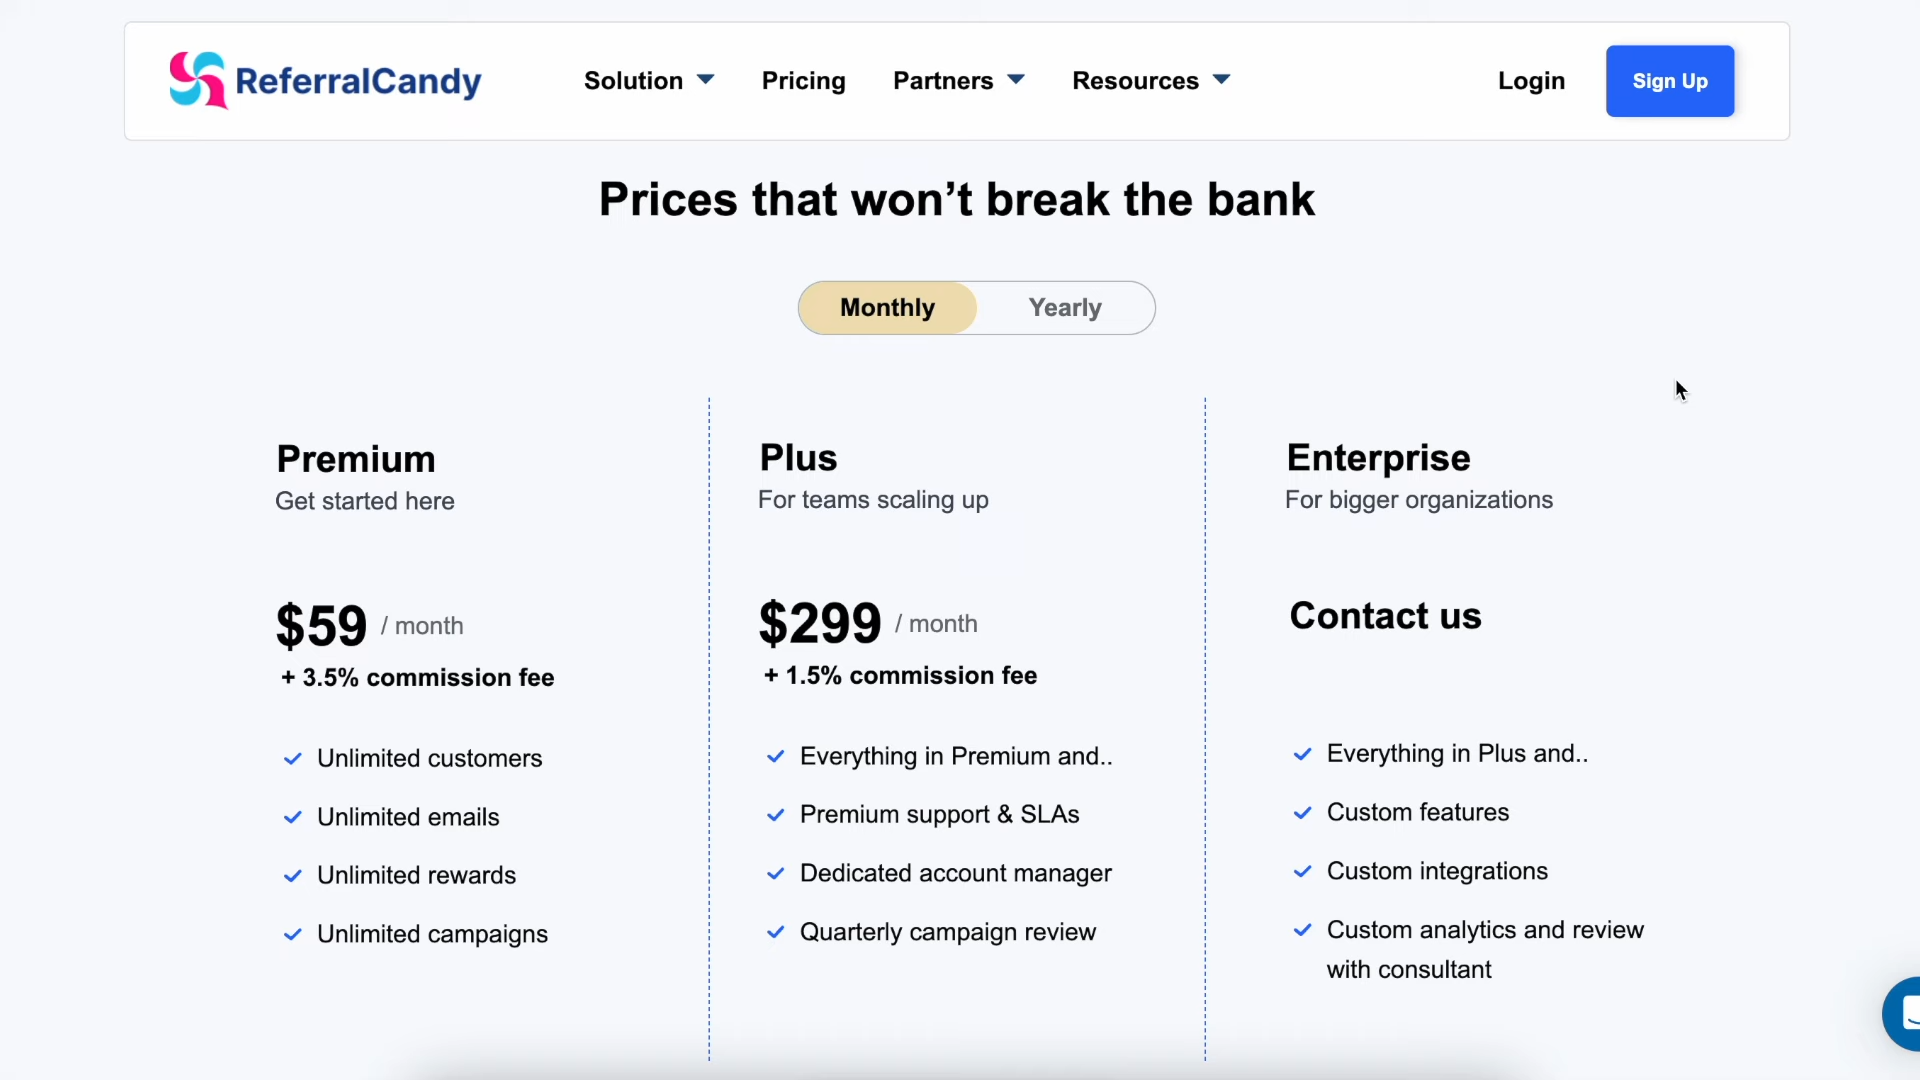 ReferralCandy
Solution
Pricing
Partners
Resources
Login
Sign Up
Prices that won’t break the bank
Monthly
Yearly
Premium
Get started here
$59 / month
+ 3.5% commission fee
Unlimited customers
Unlimited emails
Unlimited rewards
Unlimited campaigns
Plus
For teams scaling up
$299 / month
+ 1.5% commission fee
Everything in Premium and..
Premium support & SLAs
Dedicated account manager
Quarterly campaign review
Enterprise
For bigger organizations
Contact us
Everything in Plus and..
Custom features
Custom integrations
Custom analytics and review
with consultant